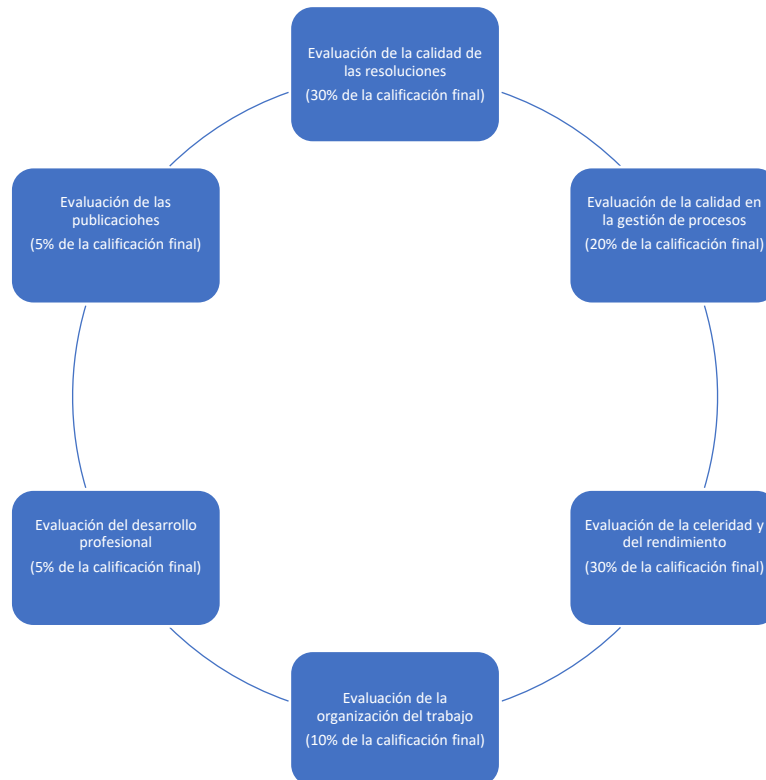 Evaluación de la calidad de
las resoluciones
(30% de la calificación final)
Evaluación de la calidad en
la gestión de procesos
(20% de la calificación final)
Evaluación de la celeridad y
del rendimiento
(30% de la calificación final)
Evaluación de la
organización del trabajo
(10% de la calificación final)
Evaluación del desarrollo
profesional
(5% de la calificación final)
Evaluación de las
publicaciohes
(5% de la calificación final)